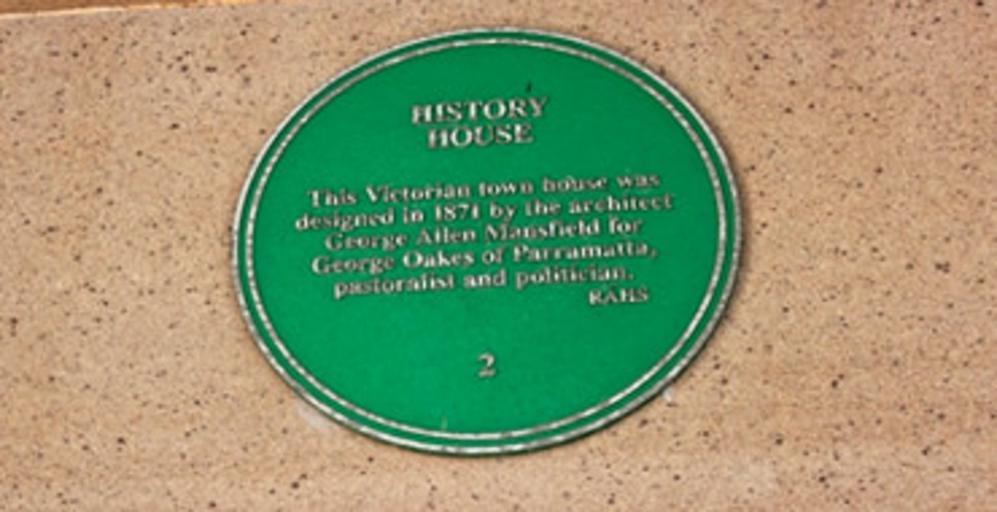 HISTORY
HOUSE
This Victorian town house was
designed in 1871 by the architect
George Allen Mansfield for
George Oakes of Parramatta,
pastoralist and politician.
RAHS
2